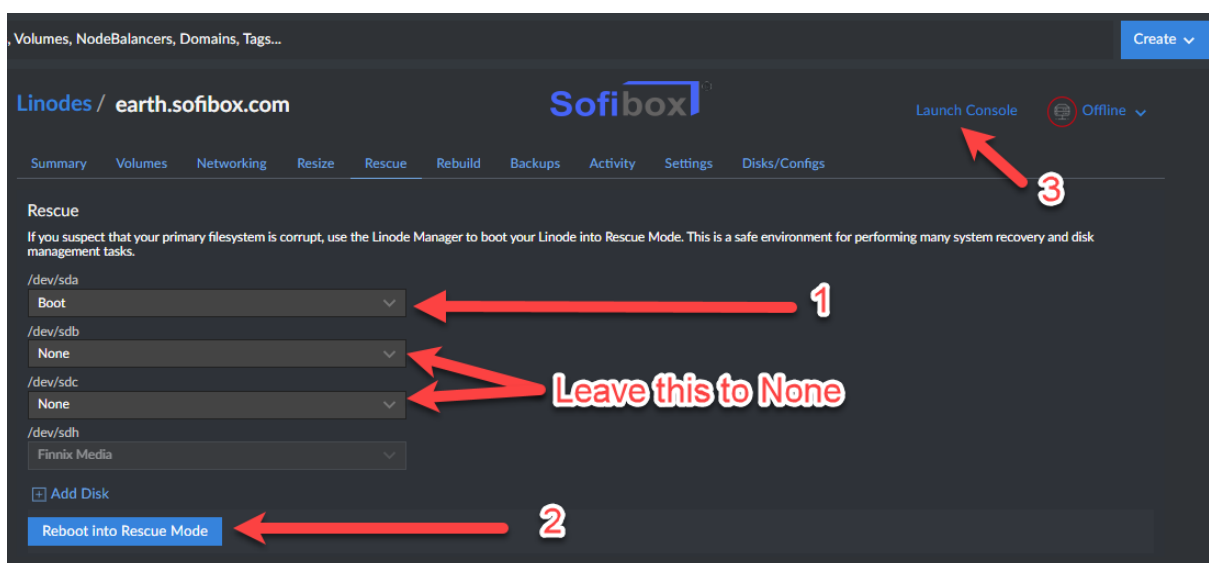 , Volumes, NodeBalancers, Domains, Tags...
Create
Linodes / earth.sofibox.com
Sofibox
Launch Console
Offline
Summary Volumes Networking Resize Rescue Rebuild Backups Activity Settings Disks/Configs
3
Rescue
If you suspect that your primary filesystem is corrupt, use the Linode Manager to boot your Linode into Rescue Mode. This is a safe environment for performing many system recovery and disk
management tasks.
/dev/sda
Boot
1
/dev/sdb
None
/dev/sdc
None
Leave this to None
/dev/sdh
Finnix Media
Add Disk
Reboot into Rescue Mode
2